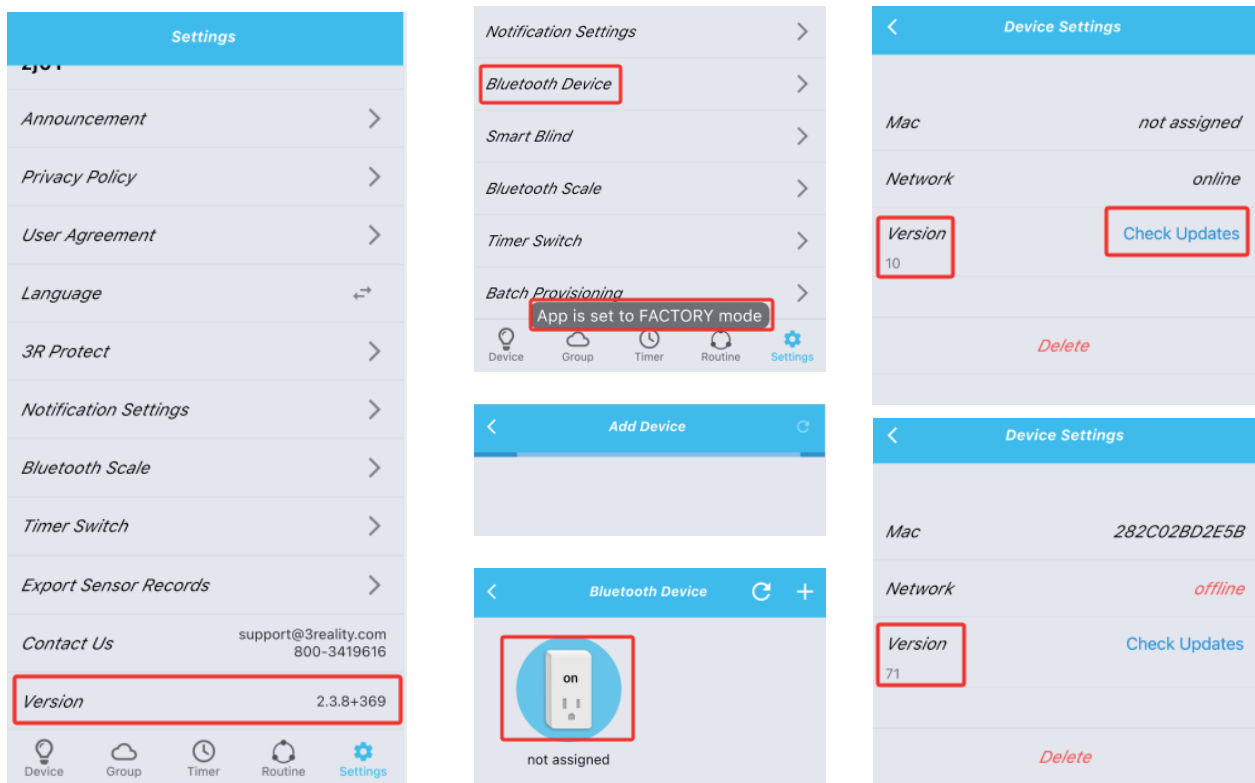 Settings
Announcement
Privacy Policy
User Agreement
Language
3R Protect
Notification Settings
Bluetooth Scale
Timer Switch
Export Sensor Records
Contact Us
support@3reality.com
800-3419616
Version 2.3.8+369
Device Group Timer Routine Settings
Notification Settings
Bluetooth Device
Smart Blind
Bluetooth Scale
Timer Switch
Batch Provisioning
App is set to FACTORY mode
Device Group Timer Routine Settings
Add Device
Bluetooth Device
on
not assigned
Device Settings
Mac not assigned
Network online
Version Check Updates
10
Delete
Device Settings
Mac 282C02BD2E5B
Network offline
Version Check Updates
71
Delete